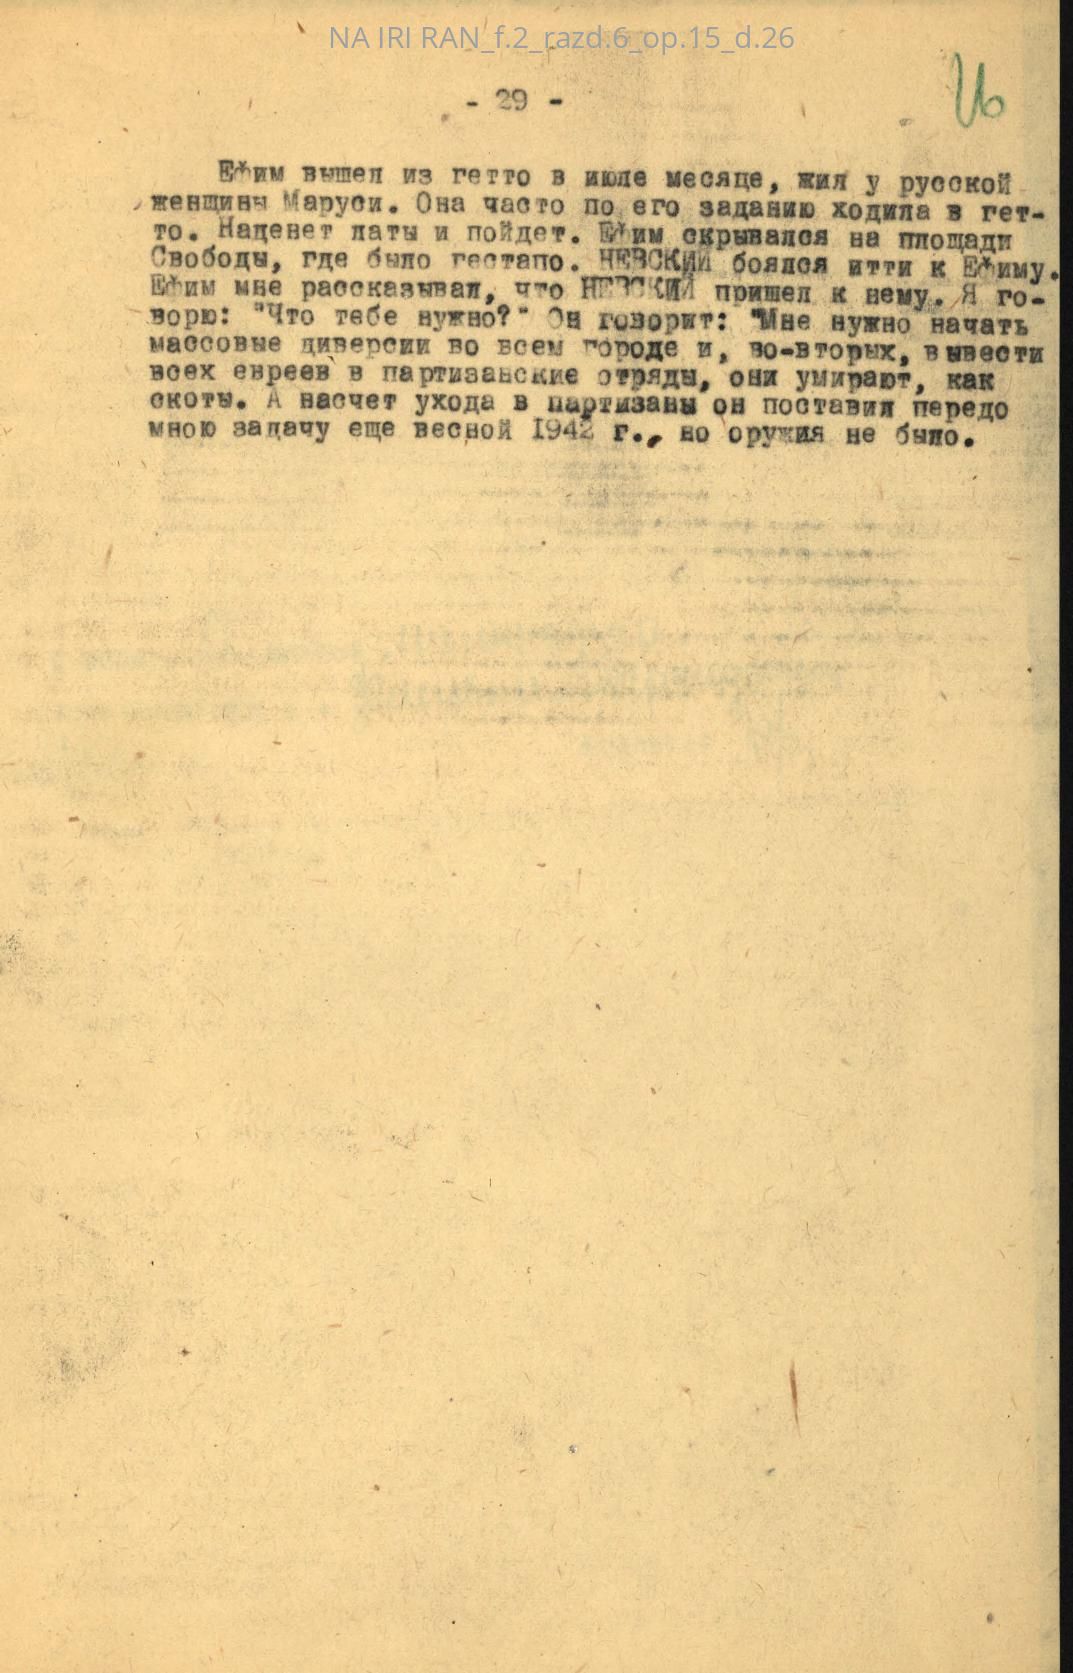 NA IRI RAN_f.2_razd.6_op.15_d.26
- 29 -
Ефим вышел из гетто в июле месяце, жил у русской
женщины Маруси. Она часто по его заданию ходила в гет-
то. Наденет латы и пойдет. Ефим скрывался на площади
Свободы, где было гестапо. НЕВСКИЙ боялся итти к Ефиму.
Ефим мне рассказывал, что НЕВСКИЙ пришел к нему. Я го-
ворю: "Что тебе нужно?" Он говорит: "Мне нужно начать
массовые диверсии во всем городе и, во-вторых, вывести
всех евреев в партизанские отряды, они умирают, как
скоты. А насчет ухода в партизаны он поставил передо
мною задачу еще весной 1942 г., но оружия не было.